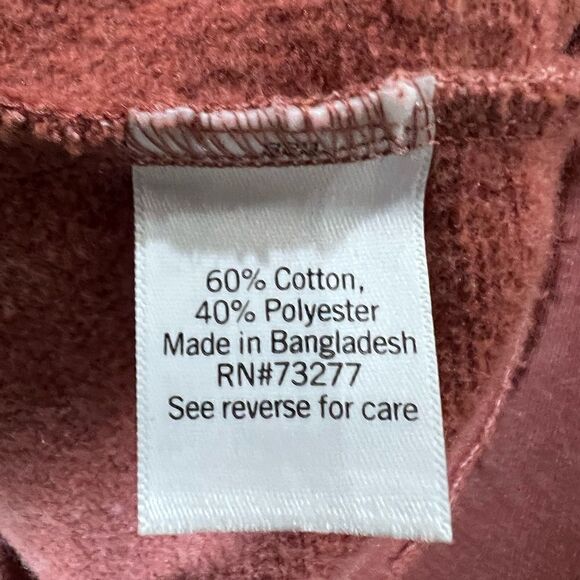 60% Cotton,
40% Polyester
Made in Bangladesh
RN#73277
See reverse for care